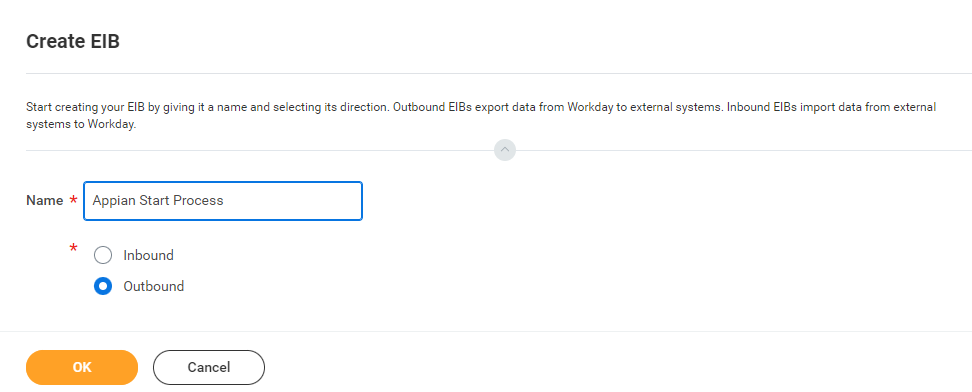 Create EIB
Start creating your EIB by giving it a name and selecting its direction. Outbound EIBs export data from Workday to external systems. Inbound EIBs import data from external
systems to Workday.
Name * Appian Start Process
* Inbound
Outbound
OK Cancel